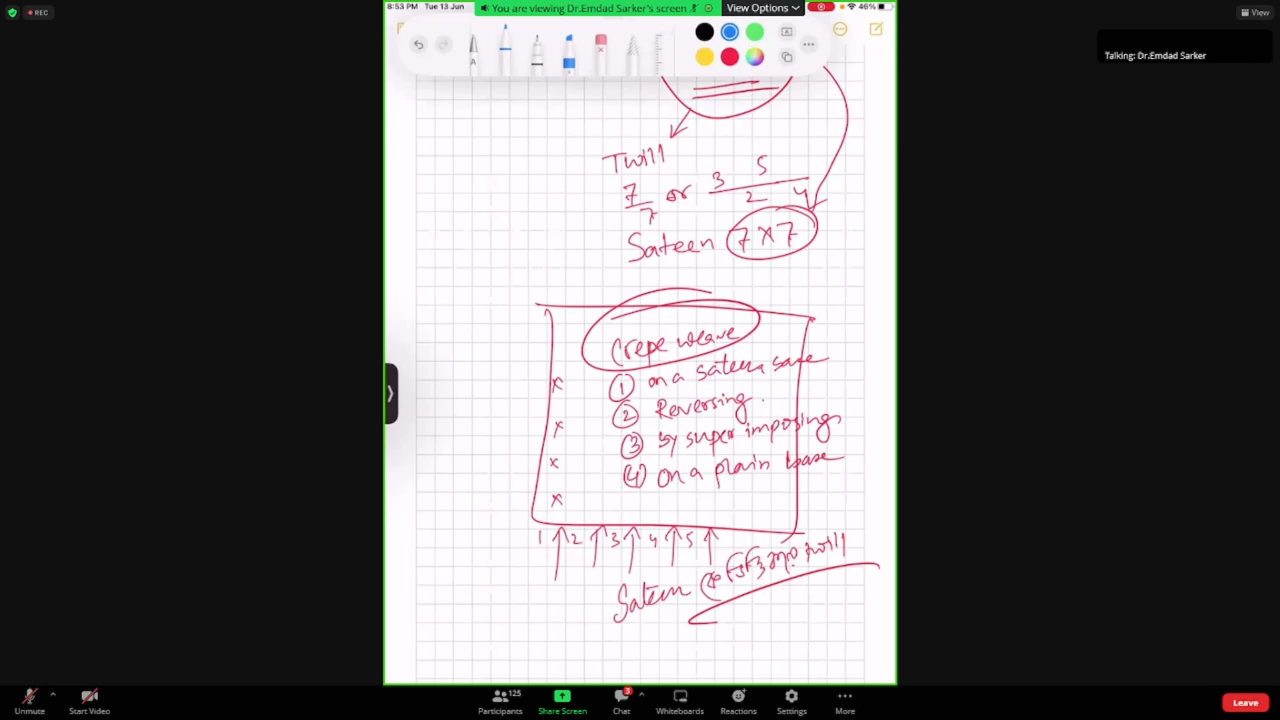 8:53 PM Tue 13 Jun
You are viewing Dr.Emdad Sarker's screen
View Options
46%
REC
View
Talking: Dr.Emdad Sarker
A
Twill
7/7 or 3 5 / 2 4
Sateen 7x7
Crepe weave
① on a sateen base
② Reversing.
③ by super imposing
④ on a plain base
x
x
x
x
1 2 3 4 5
Sateen
twill
Unmute
Start Video
Participants 125
Share Screen
Chat 3
Whiteboards
Reactions
Settings
More
Leave